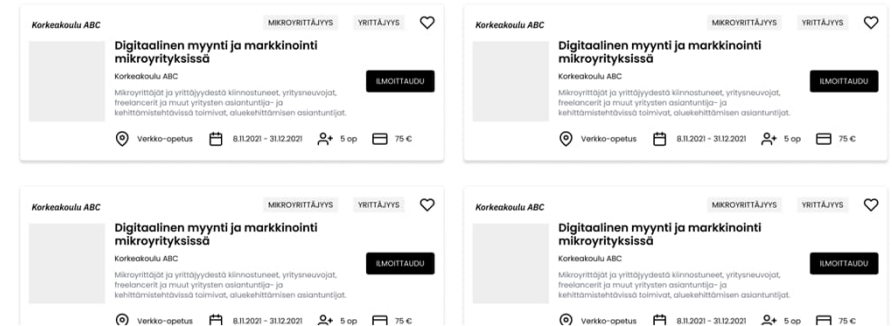 Korkeakoulu ABC
MIKROYRITTÄJYYS YRITTÄJYYS
Digitaalinen myynti ja markkinointi
mikroyrityksissä
Korkeakoulu ABC
ILMOITTAUDU
Mikroyrittäjät ja yrittäjyydestä kiinnostuneet, yritysneuvojat,
freelancerit ja muut yritysten asiantuntija- ja
kehittämistehtävissä toimivat, aluekehittämisen asiantuntijat.
Verkko-opetus 8.11.2021 - 31.12.2021 5 op 75 €
Korkeakoulu ABC
MIKROYRITTÄJYYS YRITTÄJYYS
Digitaalinen myynti ja markkinointi
mikroyrityksissä
Korkeakoulu ABC
ILMOITTAUDU
Mikroyrittäjät ja yrittäjyydestä kiinnostuneet, yritysneuvojat,
freelancerit ja muut yritysten asiantuntija- ja
kehittämistehtävissä toimivat, aluekehittämisen asiantuntijat.
Verkko-opetus 8.11.2021 - 31.12.2021 5 op 75 €
Korkeakoulu ABC
MIKROYRITTÄJYYS YRITTÄJYYS
Digitaalinen myynti ja markkinointi
mikroyrityksissä
Korkeakoulu ABC
ILMOITTAUDU
Mikroyrittäjät ja yrittäjyydestä kiinnostuneet, yritysneuvojat,
freelancerit ja muut yritysten asiantuntija- ja
kehittämistehtävissä toimivat, aluekehittämisen asiantuntijat.
Verkko-opetus 8.11.2021 - 31.12.2021 5 op 75 €
Korkeakoulu ABC
MIKROYRITTÄJYYS YRITTÄJYYS
Digitaalinen myynti ja markkinointi
mikroyrityksissä
Korkeakoulu ABC
ILMOITTAUDU
Mikroyrittäjät ja yrittäjyydestä kiinnostuneet, yritysneuvojat,
freelancerit ja muut yritysten asiantuntija- ja
kehittämistehtävissä toimivat, aluekehittämisen asiantuntijat.
Verkko-opetus 8.11.2021 - 31.12.2021 5 op 75 €